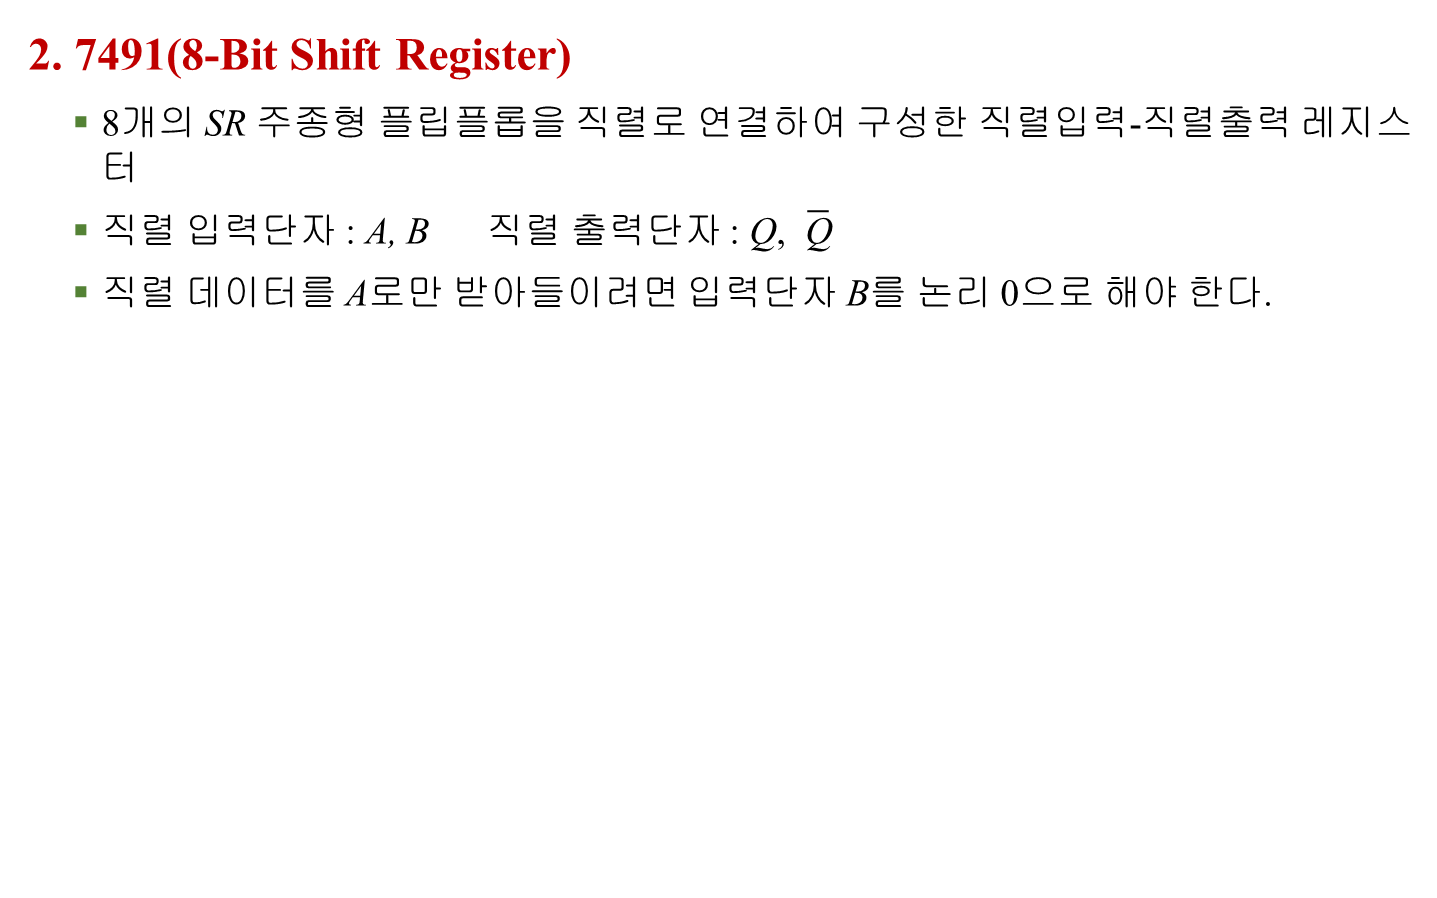 2. 7491(8-Bit Shift Register)
▪ 8개의 SR 주종형 플립플롭을 직렬로 연결하여 구성한 직렬입력-직렬출력 레지스
터
▪ 직렬 입력단자 : A, B 직렬 출력단자 : Q, Q̅
▪ 직렬 데이터를 A로만 받아들이려면 입력단자 B를 논리 0으로 해야 한다.